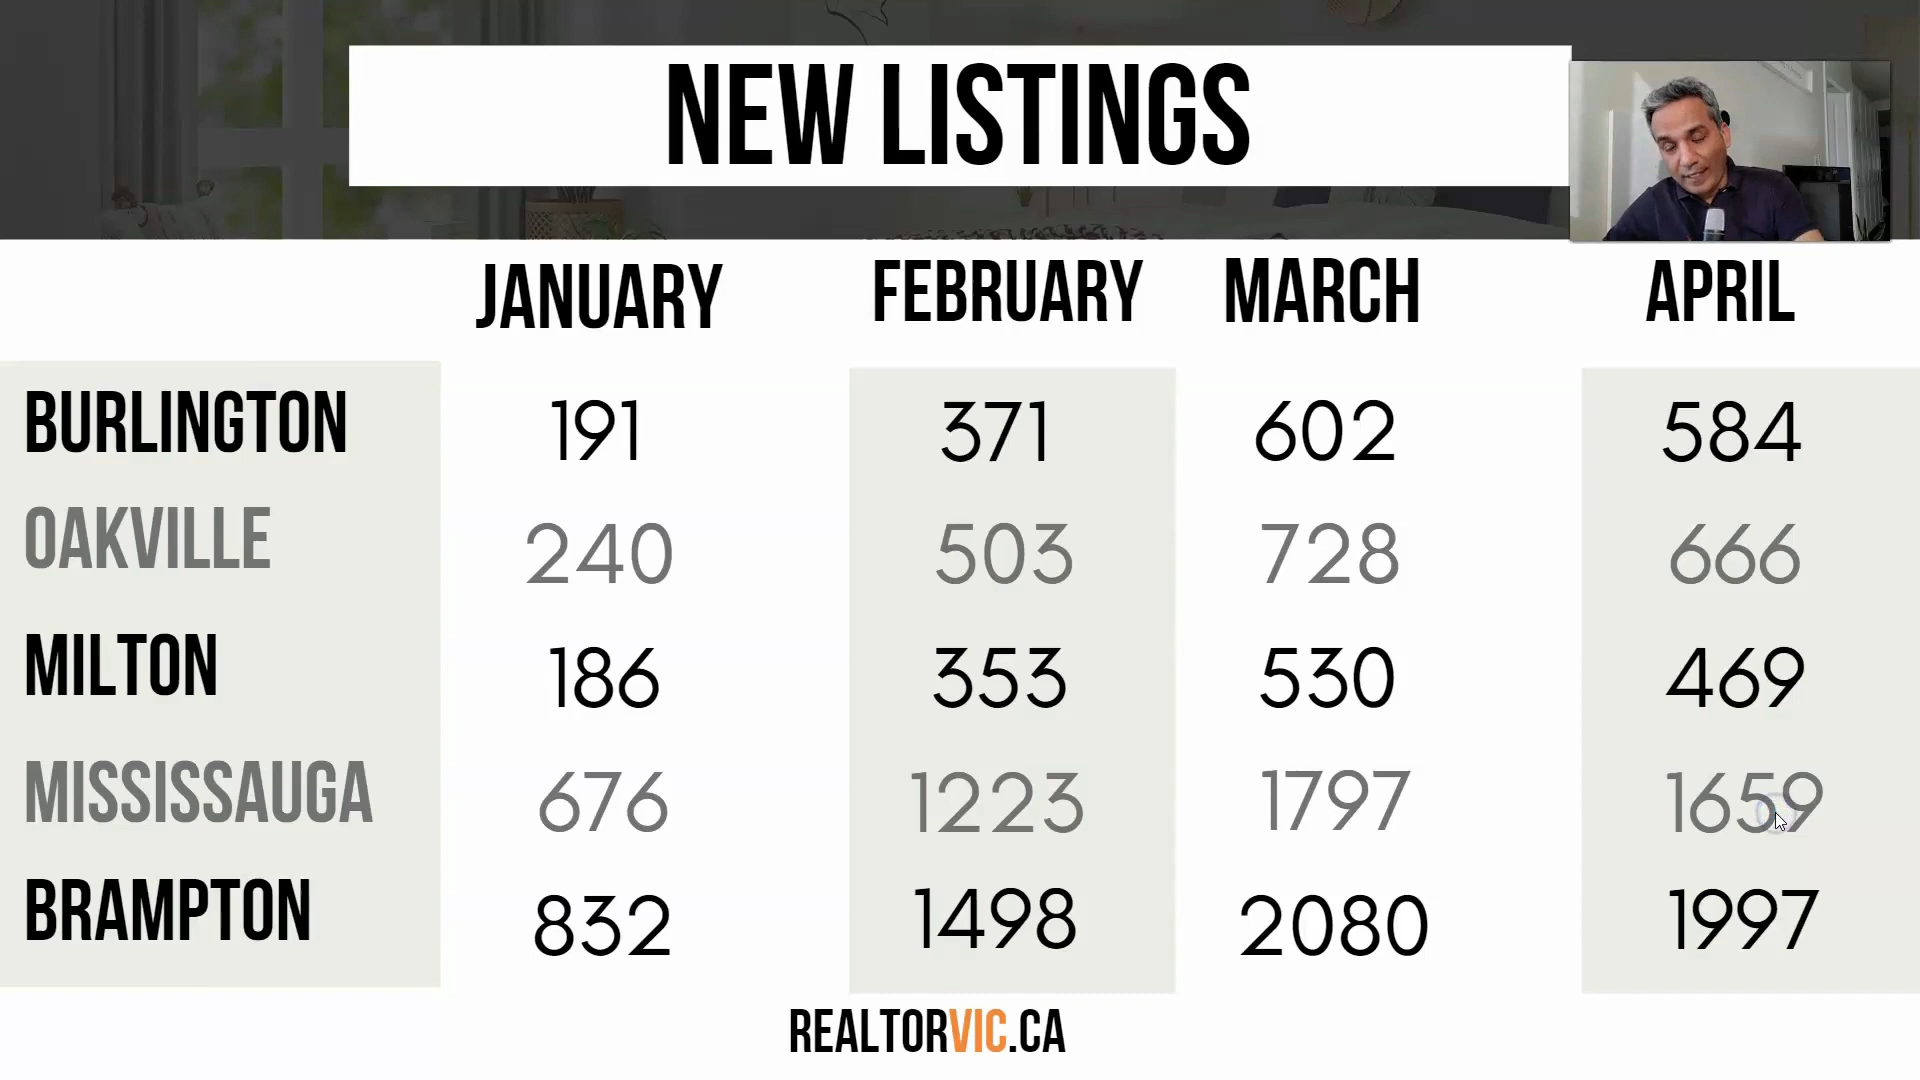 NEW LISTINGS
JANUARY FEBRUARY MARCH APRIL
BURLINGTON 191 371 602 584
OAKVILLE 240 503 728 666
MILTON 186 353 530 469
MISSISSAUGA 676 1223 1797 1659
BRAMPTON 832 1498 2080 1997
REALTORVIC.CA